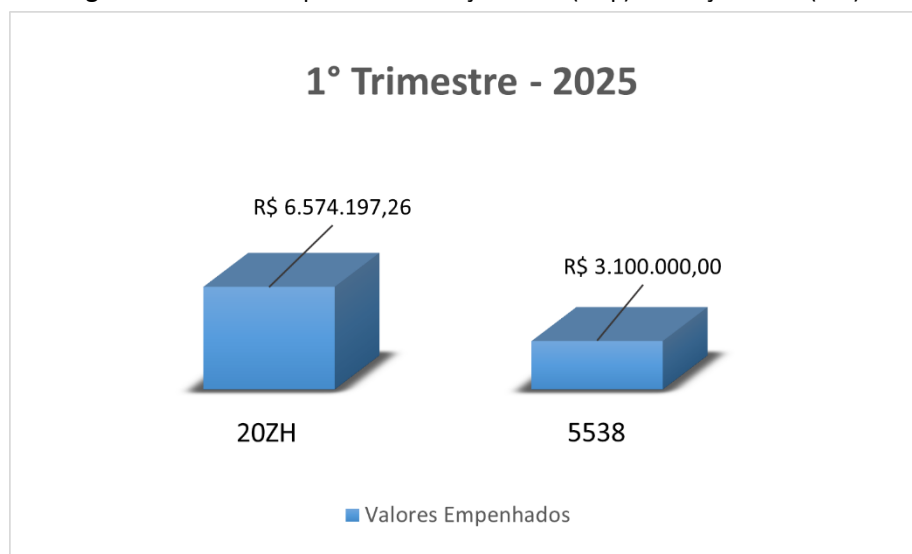 1° Trimestre - 2025
R$ 6.574.197,26
R$ 3.100.000,00
20ZH
5538
Valores Empenhados